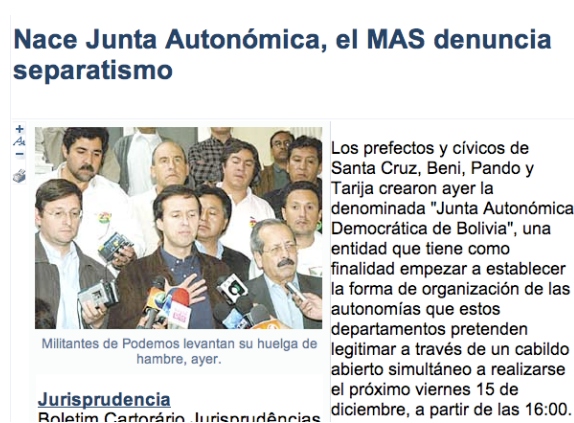 Nace Junta Autonómica, el MAS denuncia
separatismo
Los prefectos y cívicos de
Santa Cruz, Beni, Pando y
Tarija crearon ayer la
denominada "Junta Autonómica
Democrática de Bolivia", una
entidad que tiene como
finalidad empezar a establecer
la forma de organización de las
autonomías que estos
departamentos pretenden
legitimar a través de un cabildo
abierto simultáneo a realizarse
el próximo viernes 15 de
diciembre, a partir de las 16:00.
Militantes de Podemos levantan su huelga de
hambre, ayer.
Jurisprudencia
Boletim Cartorário Jurisprudências